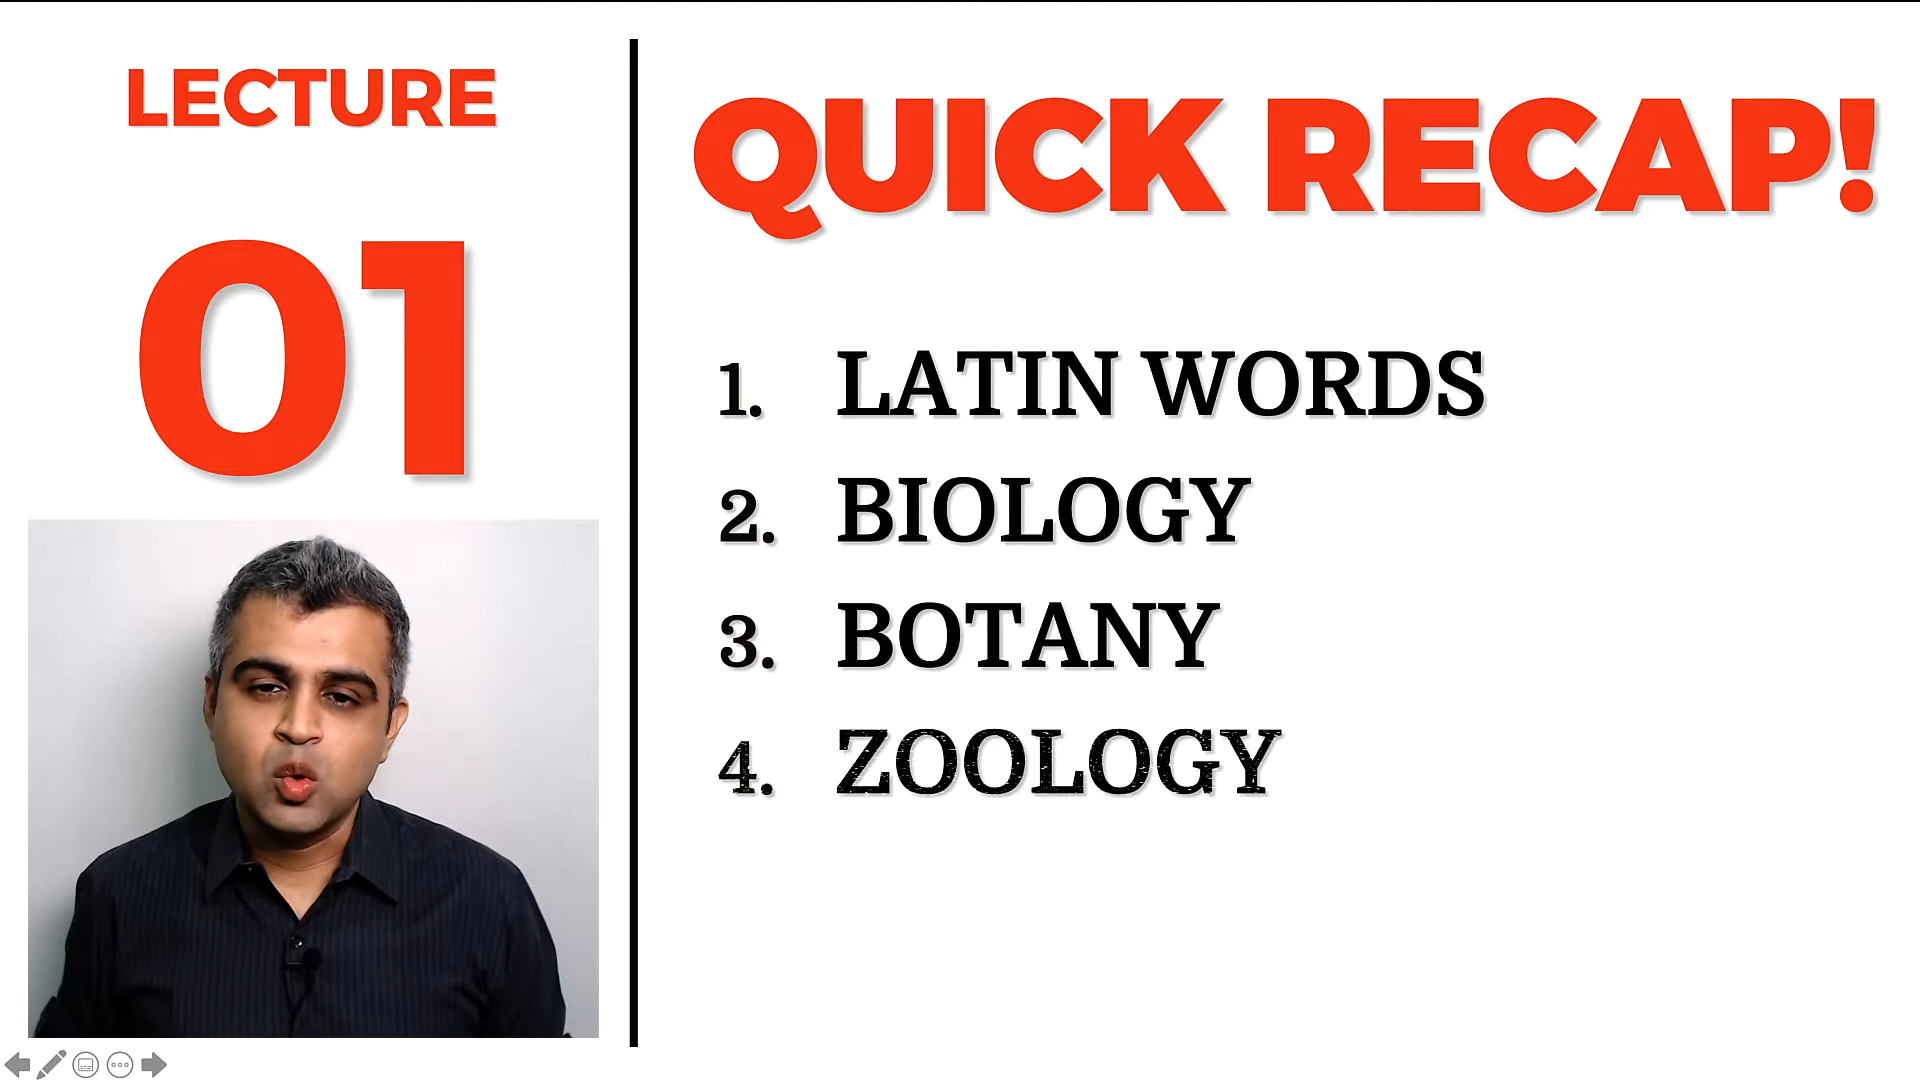 LECTURE
01
QUICK RECAP!
1. LATIN WORDS
2. BIOLOGY
3. BOTANY
4. ZOOLOGY